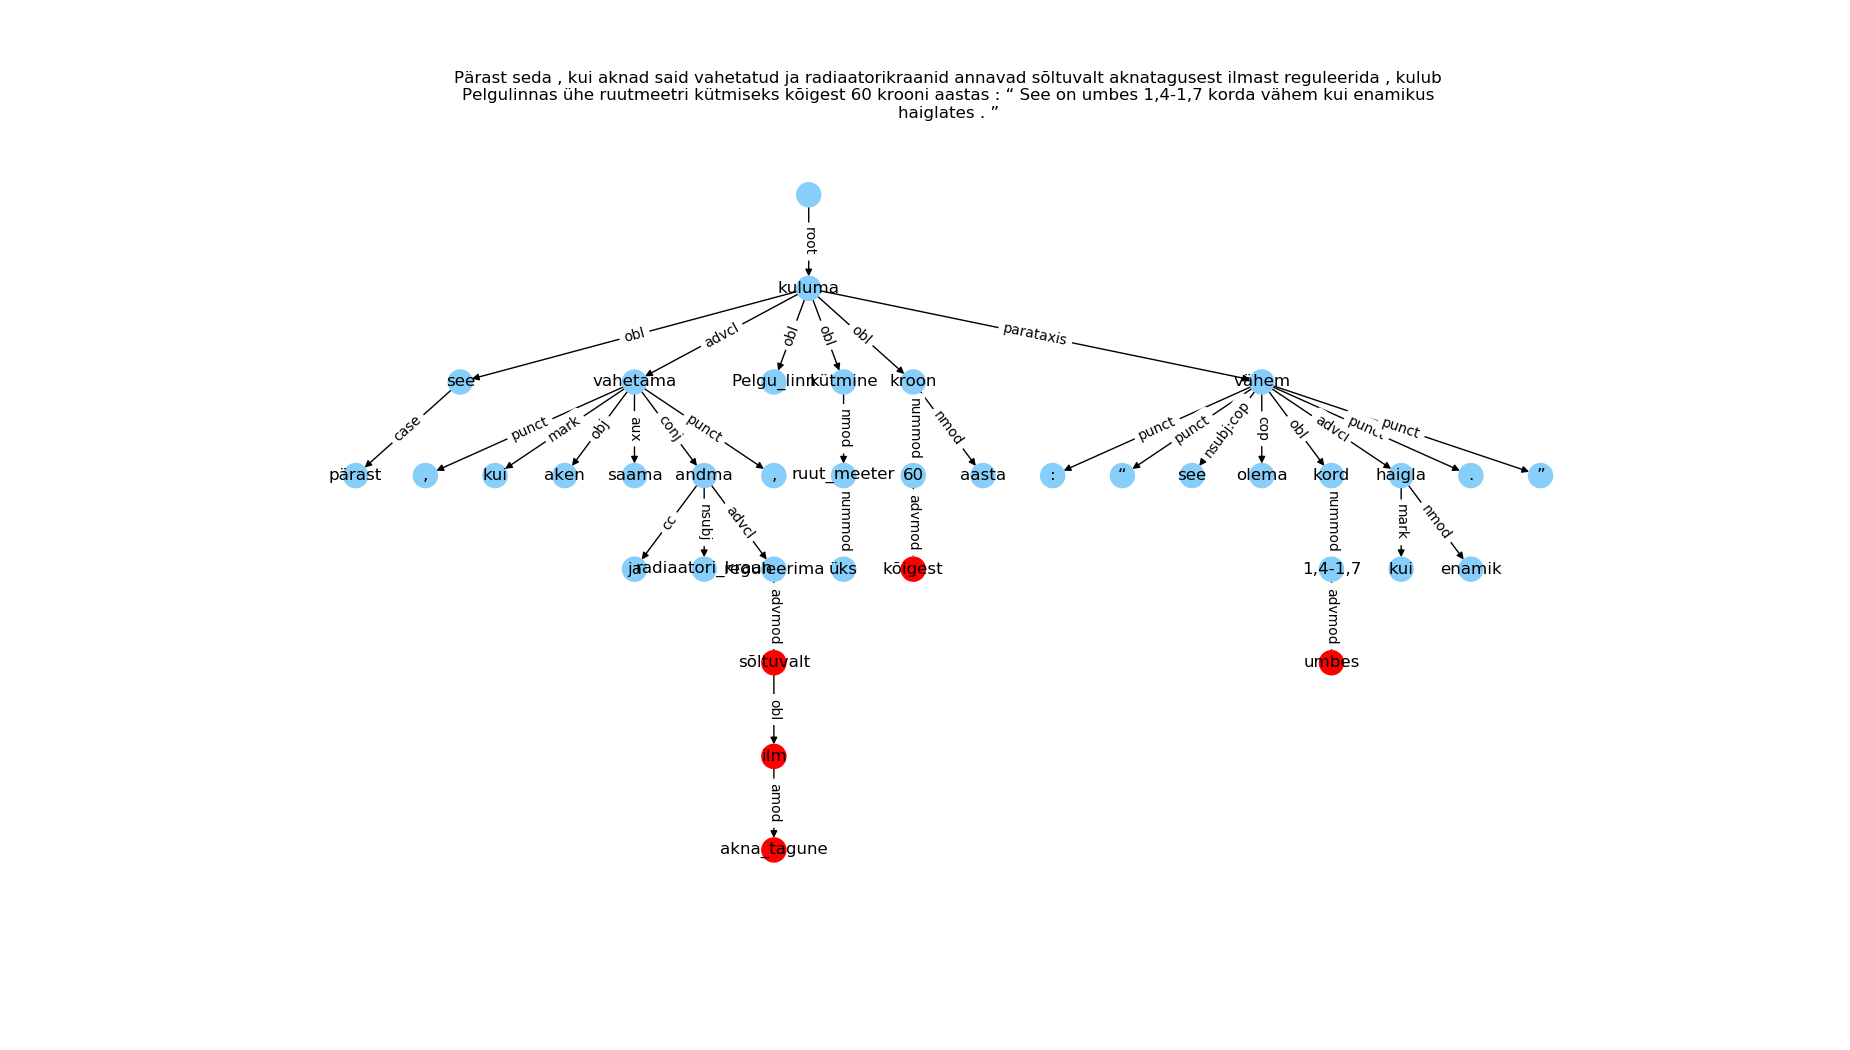 Pärast seda , kui aknad said vahetatud ja radiaatorikraanid annavad sõltuvalt aknatagusest ilmast reguleerida , kulub
Pelgulinnas ühe ruutmeetri kütmiseks kõigest 60 krooni aastas : “ See on umbes 1,4-1,7 korda vähem kui enamikus
haiglates . ”
root
kuluma
obl advcl obl obl obl parataxis
see vahetama Pelgu_linn kütmine kroon vähem
case punct mark obj aux conj punct nmod nummod nmod punct punct nsubj:cop cop obl advcl punct punct
pärast , kui aken saama andma , ruut_meeter 60 aasta : “ see olema kord haigla . ”
cc nsubj advcl nummod advmod nummod mark nmod
ja radiaatori_kraan reguleerima üks kõigest 1,4-1,7 kui enamik
advmod advmod
sõltuvalt umbes
obl
ilm
amod
akna_tagune